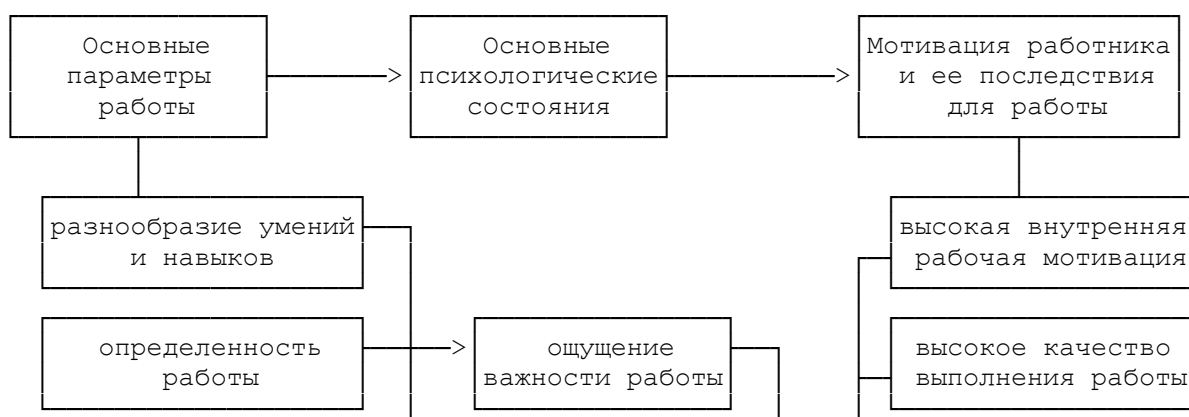 Основные
параметры
работы
Основные
психологические
состояния
Мотивация работника
и ее последствия
для работы
разнообразие умений
и навыков
высокая внутренняя
рабочая мотивация
определенность
работы
ощущение
важности работы
высокое качество
выполнения работы